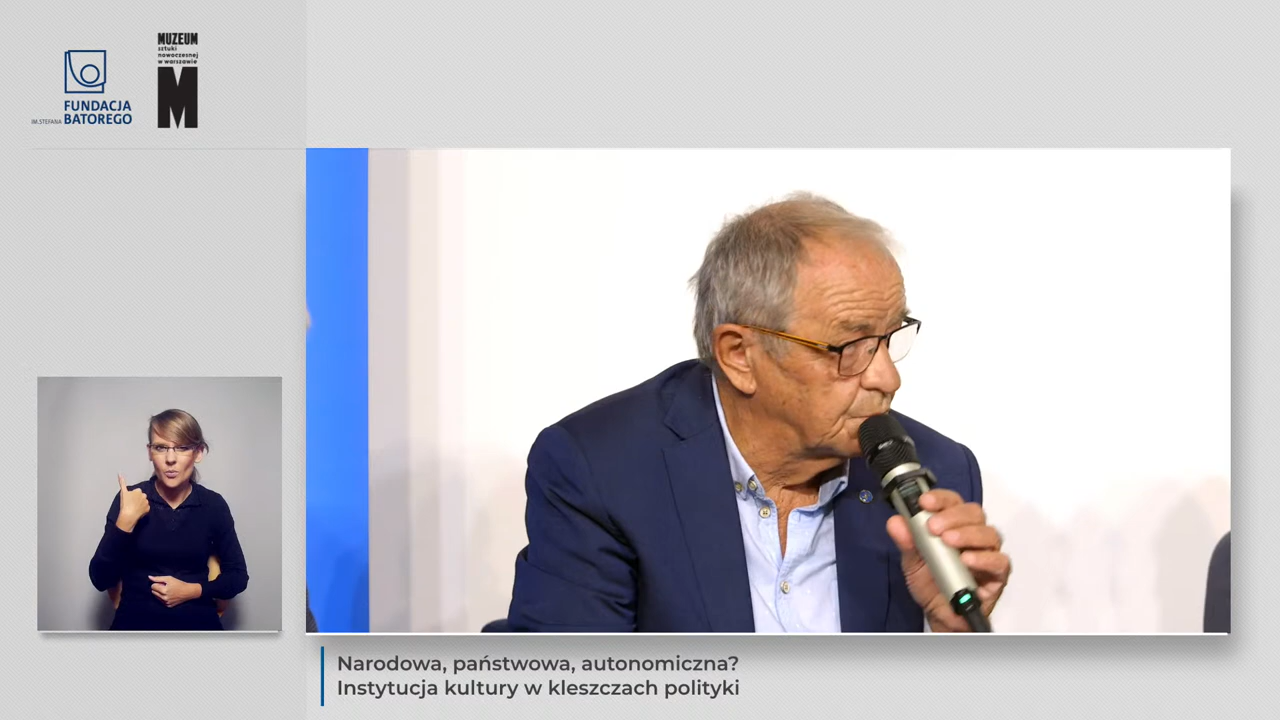 MUZEUM
sztuki
nowoczesnej
w warszawie
M
FUNDACJA
IM. STEFANA BATOREGO
Narodowa, państwowa, autonomiczna?
Instytucja kultury w kleszczach polityki